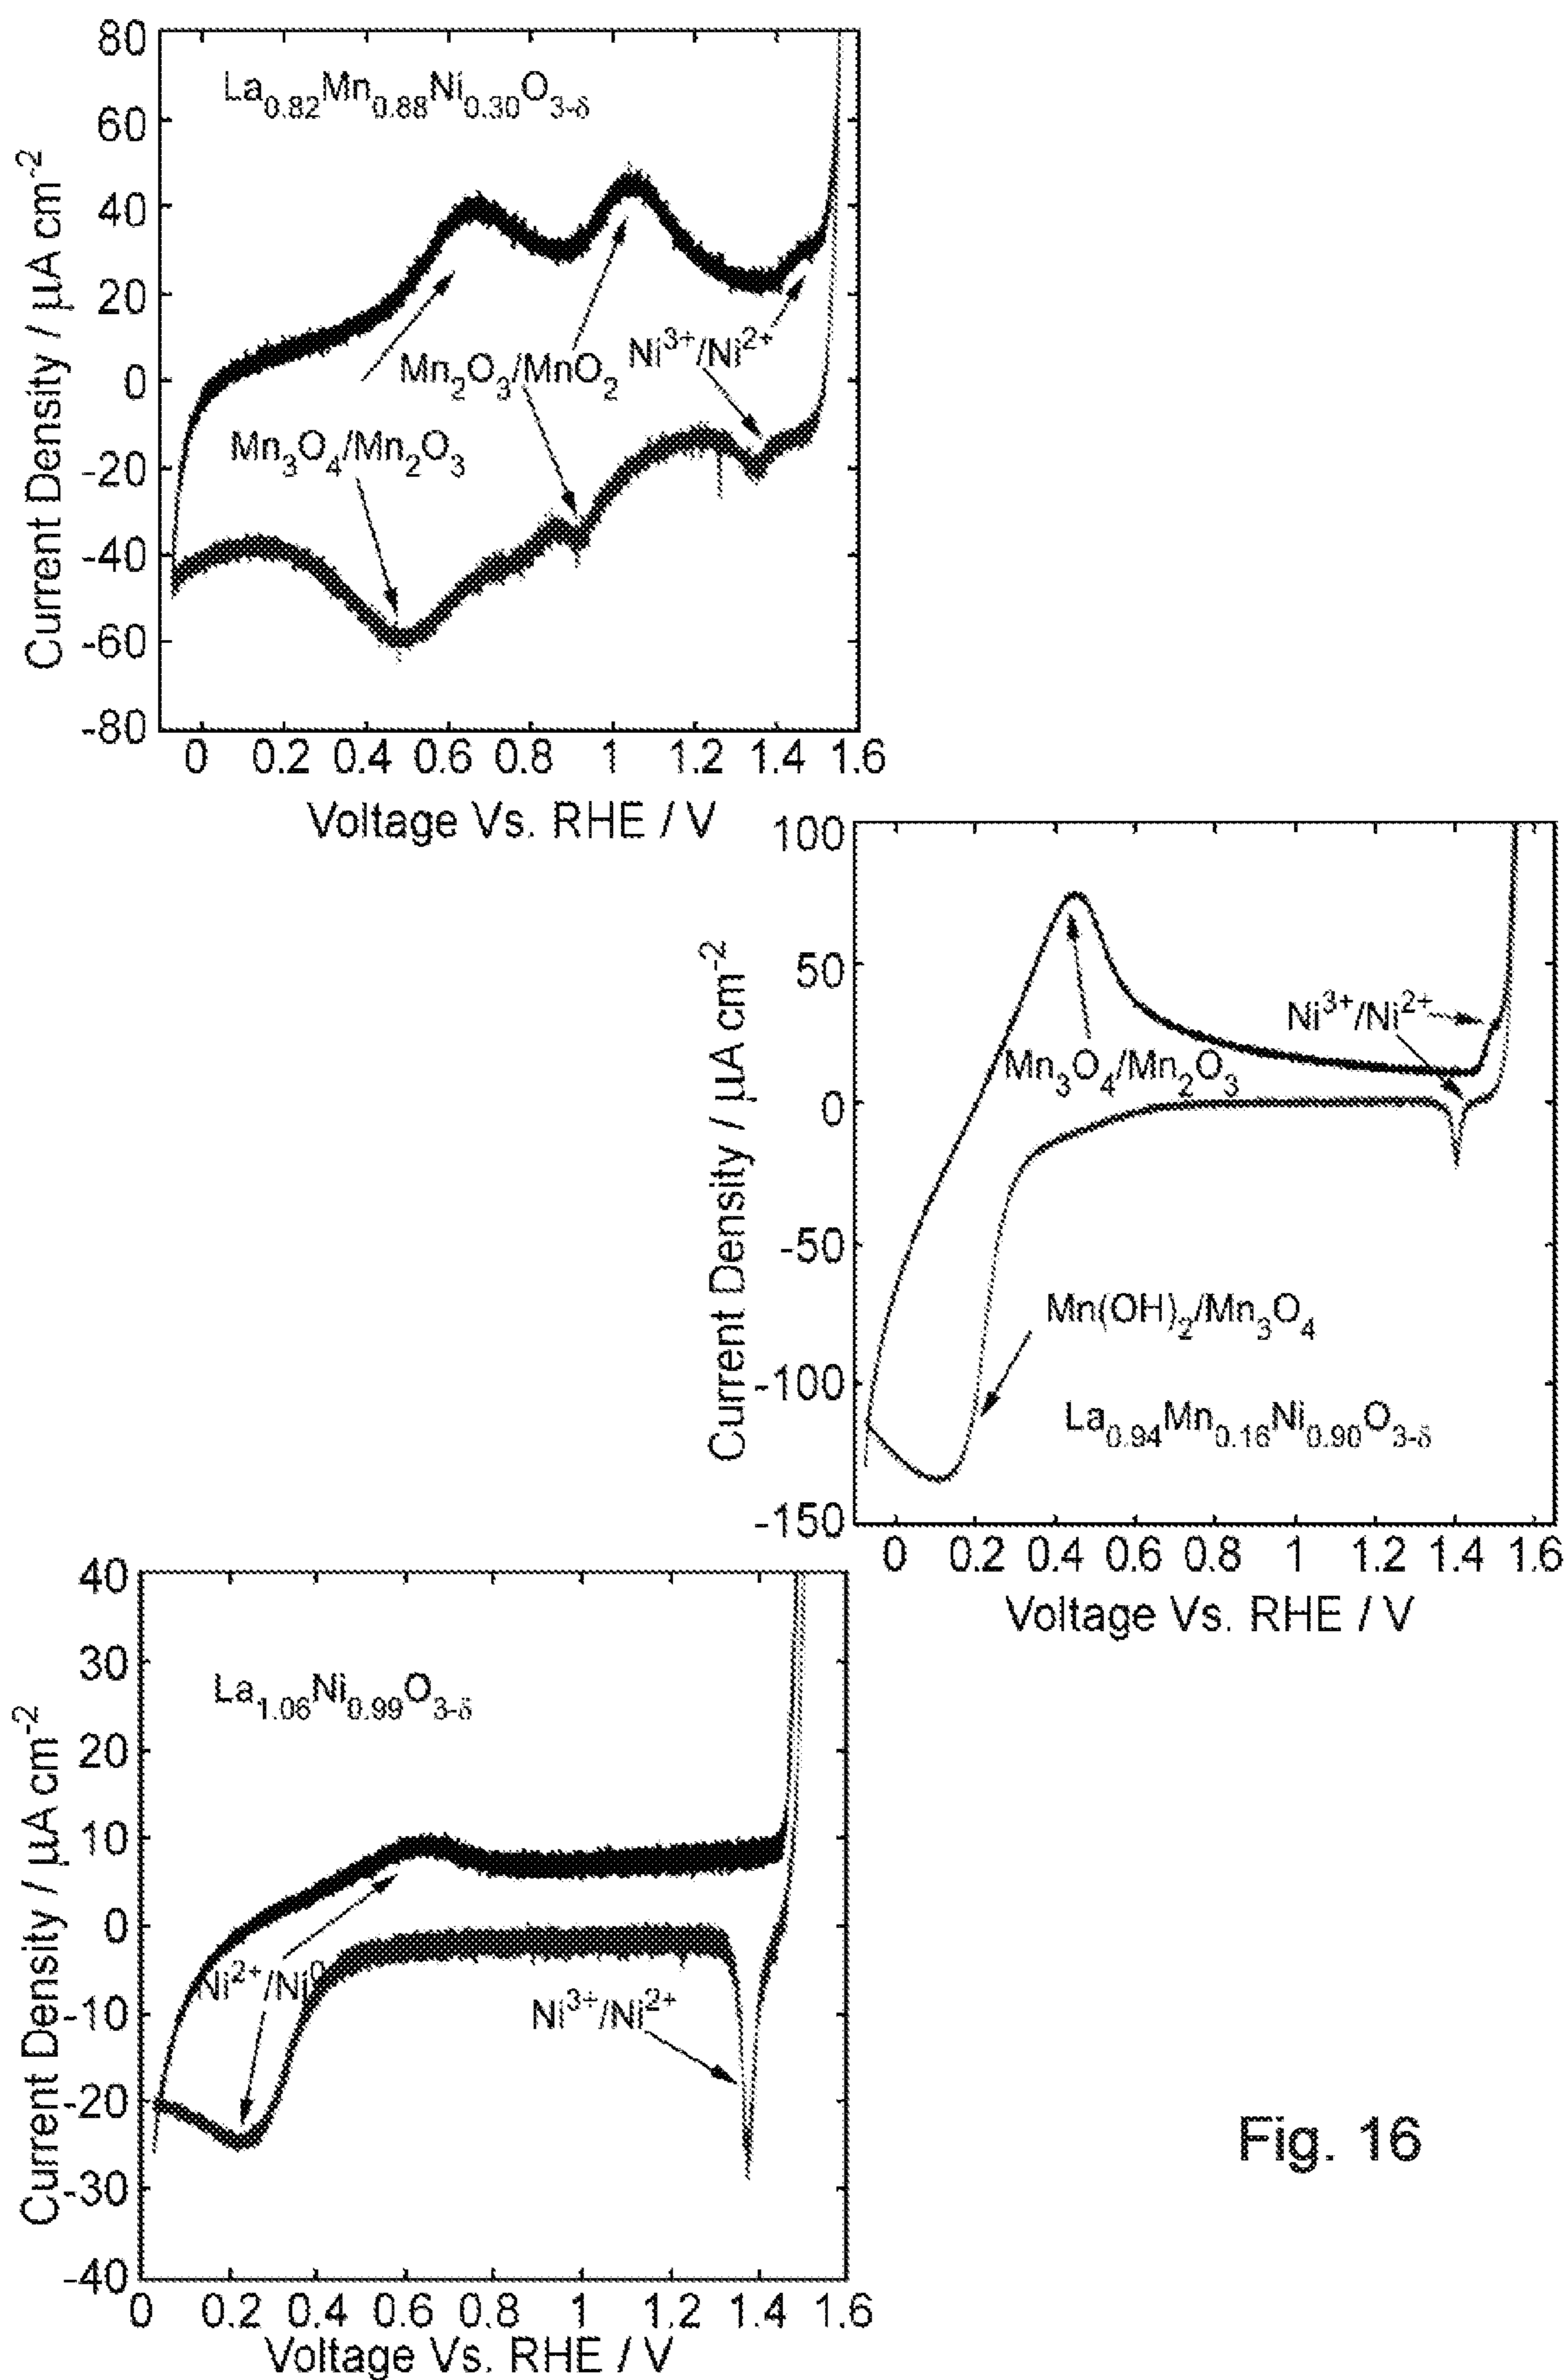 80
60
40
20
0
-20
-40
-60
-80
Current Density / µA cm⁻²
La₀.₈₂Mn₀.₈₈Ni₀.₃₀O₃₋δ
Mn₂O₃/MnO₂
Ni³⁺/Ni²⁺
Mn₃O₄/Mn₂O₃
0 0.2 0.4 0.6 0.8 1 1.2 1.4 1.6
Voltage Vs. RHE / V
100
50
0
-50
-100
-150
Current Density / µA cm⁻²
Ni³⁺/Ni²⁺
Mn₃O₄/Mn₂O₃
Mn(OH)₂/Mn₃O₄
La₀.₉₄Mn₀.₁₆Ni₀.₉₀O₃₋δ
0 0.2 0.4 0.6 0.8 1 1.2 1.4 1.6
Voltage Vs. RHE / V
40
30
20
10
0
-10
-20
-30
-40
Current Density / µA cm⁻²
La₁.₀₆Ni₀.₉₉O₃₋δ
Ni²⁺/Ni⁰
Ni³⁺/Ni²⁺
0 0.2 0.4 0.6 0.8 1 1.2 1.4 1.6
Voltage Vs. RHE / V
Fig. 16